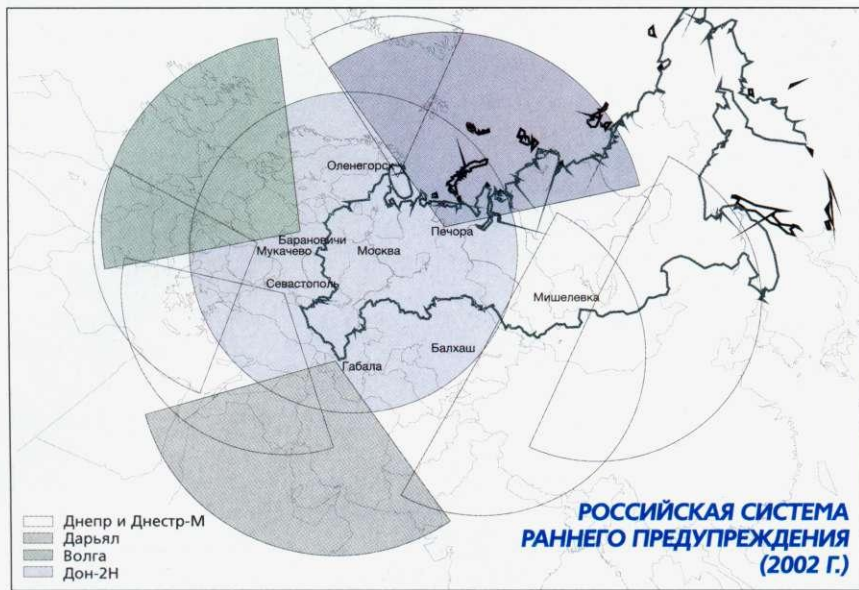 Оленегорск
Печора
Барановичи
Мукачево
Москва
Севастополь
Мишелевка
Балхаш
Габала
Днепр и Днестр-М
Дарьял
Волга
Дон-2Н
РОССИЙСКАЯ СИСТЕМА
РАННЕГО ПРЕДУПРЕЖДЕНИЯ
(2002 Г.)